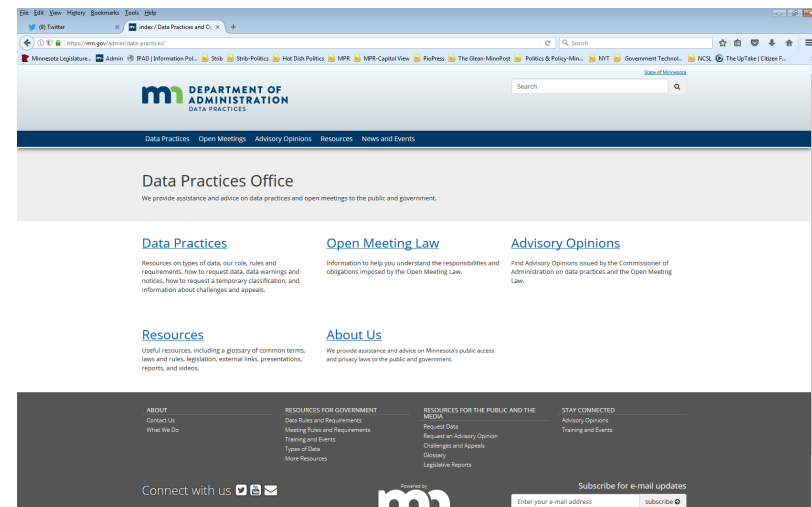 File Edit View History Bookmarks Tools Help
(9) Twitter
index / Data Practices and Op
https://mn.gov/admin/data-practices/
Search
Minnesota Legislature... Admin IPAD | Information Pol... Strib Strib-Politics Hot Dish Politics MPR MPR-Capitol View PioPress The Glean-MinnPost Politics & Policy-Min... NYT Government Technol... NCSL The UpTake | Citizen F...
State of Minnesota
DEPARTMENT OF
ADMINISTRATION
DATA PRACTICES
Search
Data Practices Open Meetings Advisory Opinions Resources News and Events
Data Practices Office
We provide assistance and advice on data practices and open meetings to the public and government.
Data Practices
Resources on types of data, our role, rules and
requirements, how to request data, data warnings and
notices, how to request a temporary classification, and
information about challenges and appeals.
Open Meeting Law
Information to help you understand the responsibilities and
obligations imposed by the Open Meeting Law.
Advisory Opinions
Find Advisory Opinions issued by the Commissioner of
Administration on data practices and the Open Meeting
Law.
Resources
Useful resources, including a glossary of common terms,
laws and rules, legislation, external links, presentations,
reports, and videos.
About Us
We provide assistance and advice on Minnesota's public access
and privacy laws to the public and government.
ABOUT
Contact Us
What We Do
RESOURCES FOR GOVERNMENT
Data Rules and Requirements
Meeting Rules and Requirements
Training and Events
Types of Data
More Resources
RESOURCES FOR THE PUBLIC AND THE
MEDIA
Request Data
Request an Advisory Opinion
Challenges and Appeals
Glossary
Legislative Reports
STAY CONNECTED
Advisory Opinions
Training and Events
Connect with us
Powered by
mn
Subscribe for e-mail updates
Enter your e-mail address
subscribe